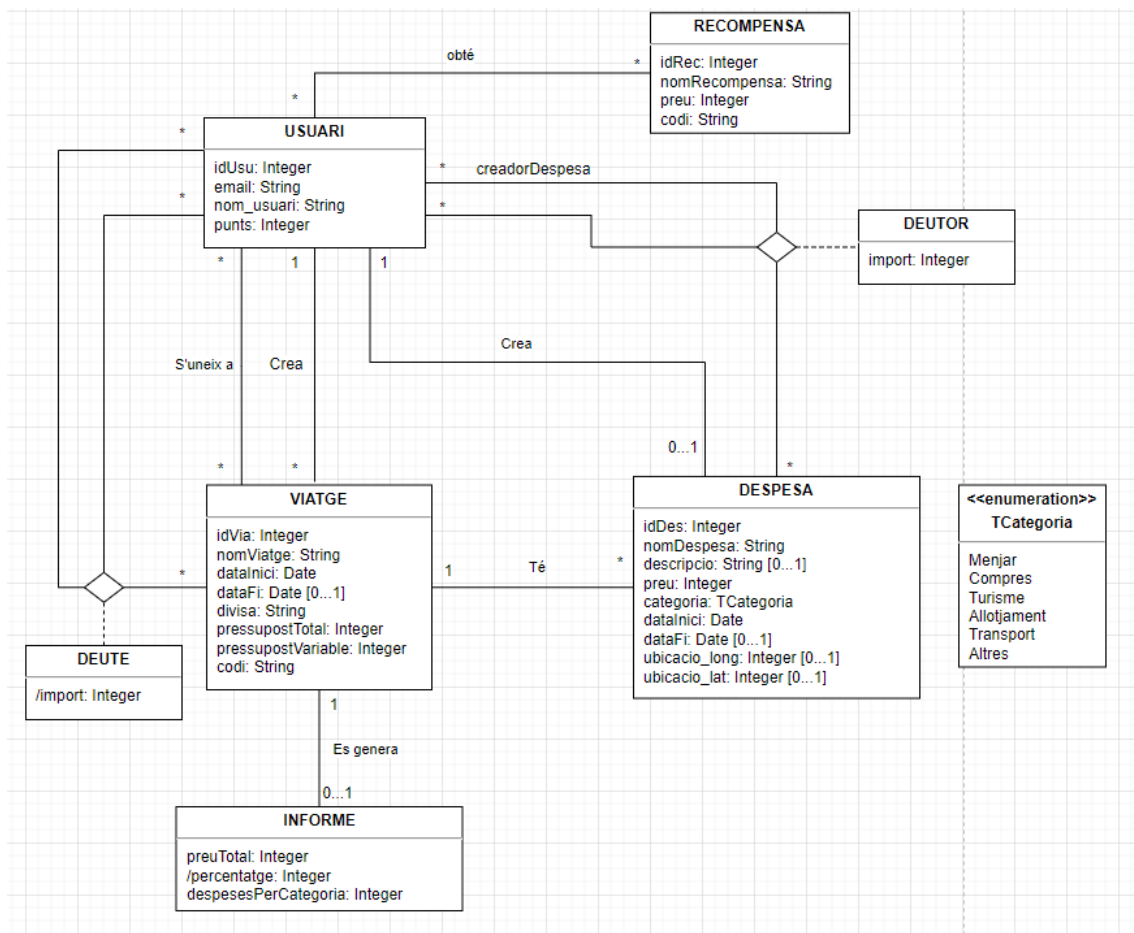 RECOMPENSA
idRec: Integer
nomRecompensa: String
preu: Integer
codi: String
obté
*
*
USUARI
idUsu: Integer
email: String
nom_usuari: String
punts: Integer
*
*
*
creadorDespesa
*
DEUTOR
import: Integer
*
1
1
S'uneix a
Crea
Crea
*
*
0...1
*
VIATGE
idVia: Integer
nomViatge: String
dataInici: Date
dataFi: Date [0...1]
divisa: String
pressupostTotal: Integer
pressupostVariable: Integer
codi: String
*
1
Té
*
DESPESA
idDes: Integer
nomDespesa: String
descripcio: String [0...1]
preu: Integer
categoria: TCategoria
dataInici: Date
dataFi: Date [0...1]
ubicacio_long: Integer [0...1]
ubicacio_lat: Integer [0...1]
<<enumeration>>
TCategoria
Menjar
Compres
Turisme
Allotjament
Transport
Altres
DEUTE
/import: Integer
1
Es genera
0...1
INFORME
preuTotal: Integer
/percentatge: Integer
despesesPerCategoria: Integer